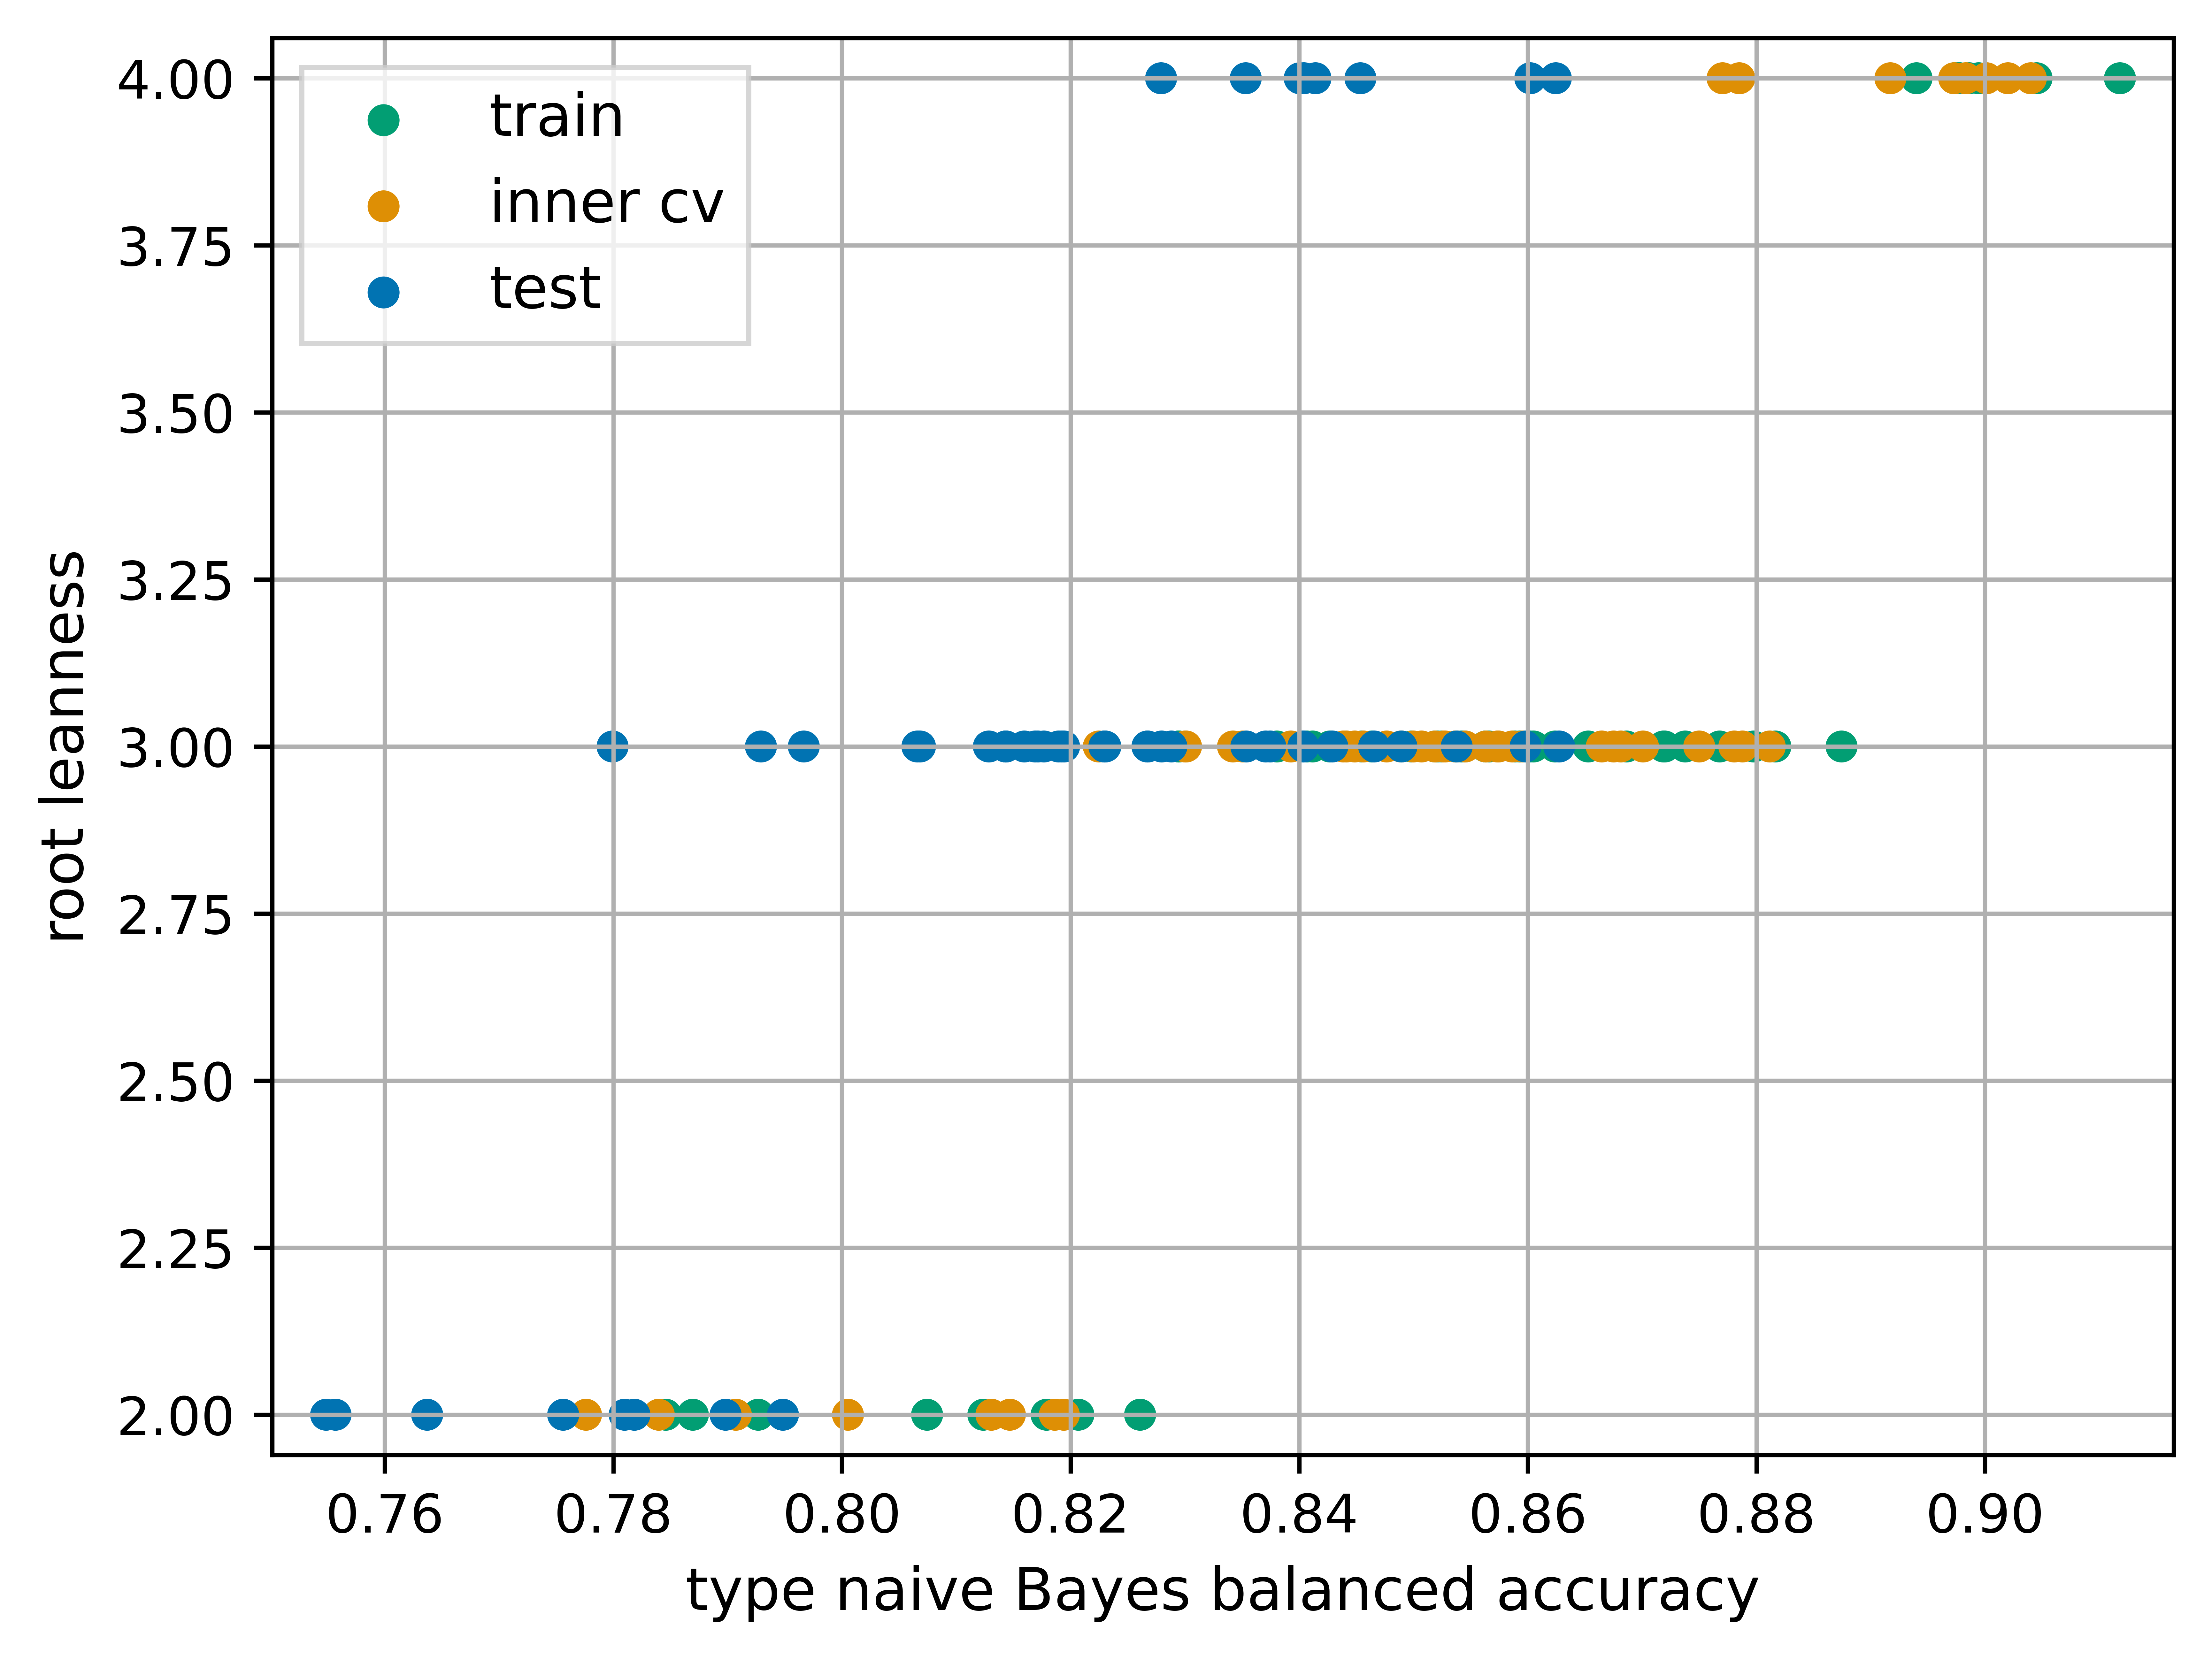 4.00
3.75
3.50
3.25
3.00
2.75
2.50
2.25
2.00
root leanness
train
inner cv
test
0.76 0.78 0.80 0.82 0.84 0.86 0.88 0.90
type naive Bayes balanced accuracy